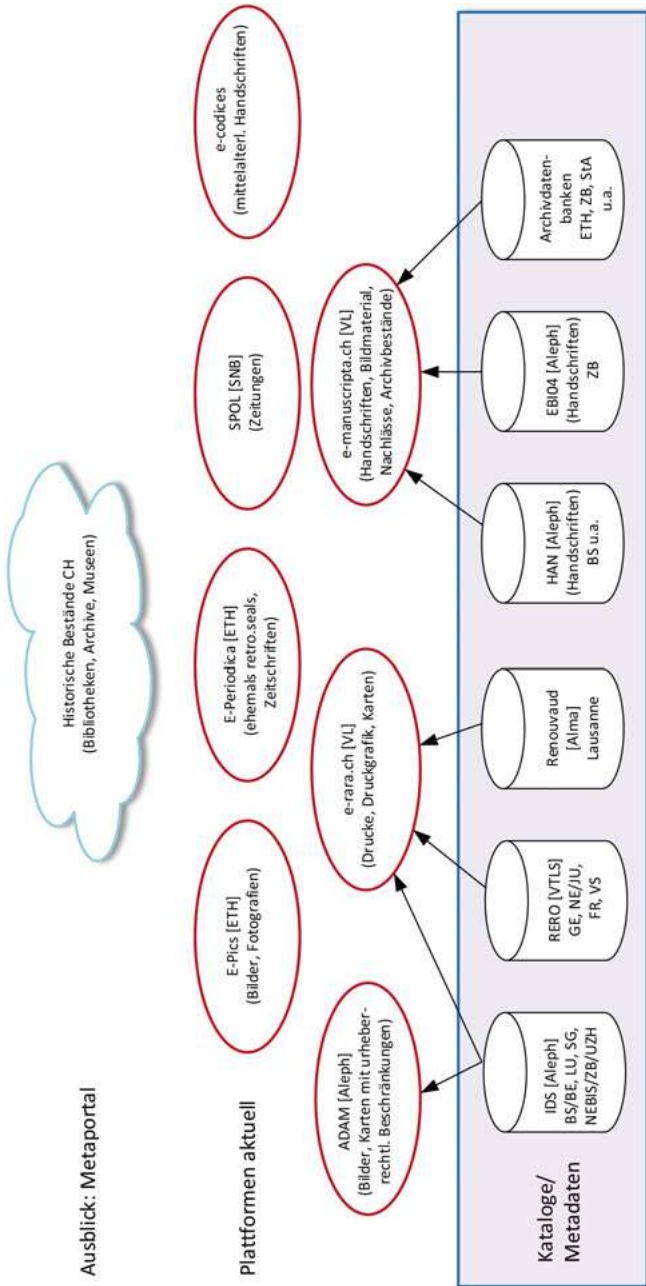 Ausblick: Metaportal
Historische Bestände CH
(Bibliotheken, Archive, Museen)
Plattformen aktuell
E-Pics [ETH]
(Bilder, Fotografien)
E-Periodica [ETH]
(ehemals retro.seals,
Zeitschriften)
SPOL [SNB]
(Zeitungen)
e-codices
(mittelalterl. Handschriften)
ADAM [Aleph]
(Bilder, Karten mit urheber-
rechtl. Beschränkungen)
e-rara.ch [VL]
(Drucke, Druckgrafik, Karten)
e-manuscripta.ch [VL]
(Handschriften, Bildmaterial,
Nachlässe, Archivbestände)
Kataloge/
Metadaten
IDS [Aleph]
BS/BE, LU, SG,
NEBIS/ZB/UZH
RERO [VTLS]
GE, NE/JU,
FR, VS
Renouvaud
[Alma]
Lausanne
HAN [Aleph]
(Handschriften)
BS u.a.
EBI04 [Aleph]
(Handschriften)
ZB
Archivdaten-
banken
ETH, ZB, StA
u.a.